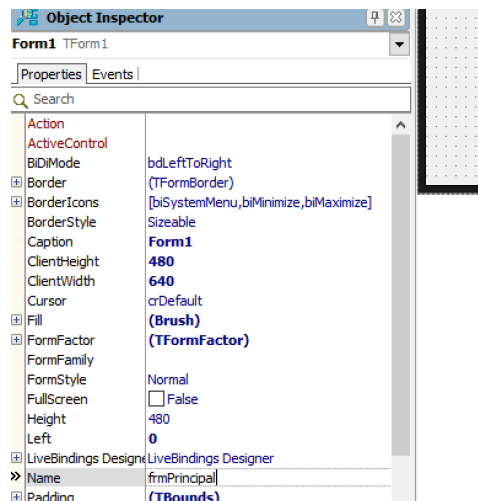 Object Inspector
Form1 TForm1
Properties Events
Search
Action
ActiveControl
BiDiMode bdLeftToRight
Border (TFormBorder)
BorderIcons [biSystemMenu,biMinimize,biMaximize]
BorderStyle Sizeable
Caption Form1
ClientHeight 480
ClientWidth 640
Cursor crDefault
Fill (Brush)
FormFactor (TFormFactor)
FormFamily
FormStyle Normal
FullScreen False
Height 480
Left 0
LiveBindings Designe LiveBindings Designer
Name frmPrincipal
Padding (TBounds)